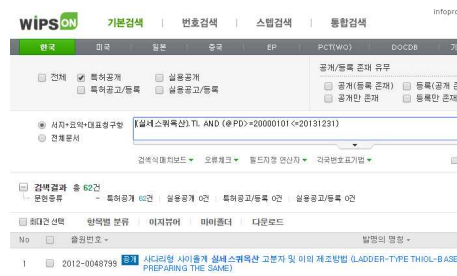 infopro
WIPS ON 기본검색 | 번호검색 | 스텝검색 | 통합검색
한국 미국 일본 중국 EP PCT(WO) DOCDB 기
공개/등록 존재 유무
전체 특허공개 실용공개
특허공고/등록 실용공고/등록
공개(등록 존재) 등록(공개 존
공개만 존재 등록만 존재
서지+요약+대표청구항
전체문서
(실세스퀴옥산).TI. AND (@PD>=20000101<=20131231)
검색식 매치보드 오류체크 필드지정 연산자 각국번호표기법
검색결과 총 62건
문헌종류 - 특허공개 62건 | 실용공개 0건 | 특허공고/등록 0건 | 실용공고/등록 0건
최대건 선택 항목별 분류 이지뷰어 마이폴더 다운로드
No 출원번호 발명의 명칭
1 2012-0048799 공개 사다리형 사이올계 실세스퀴옥산 고분자 및 이의 제조방법 (LADDER-TYPE THIOL-BASE
PREPARING THE SAME)